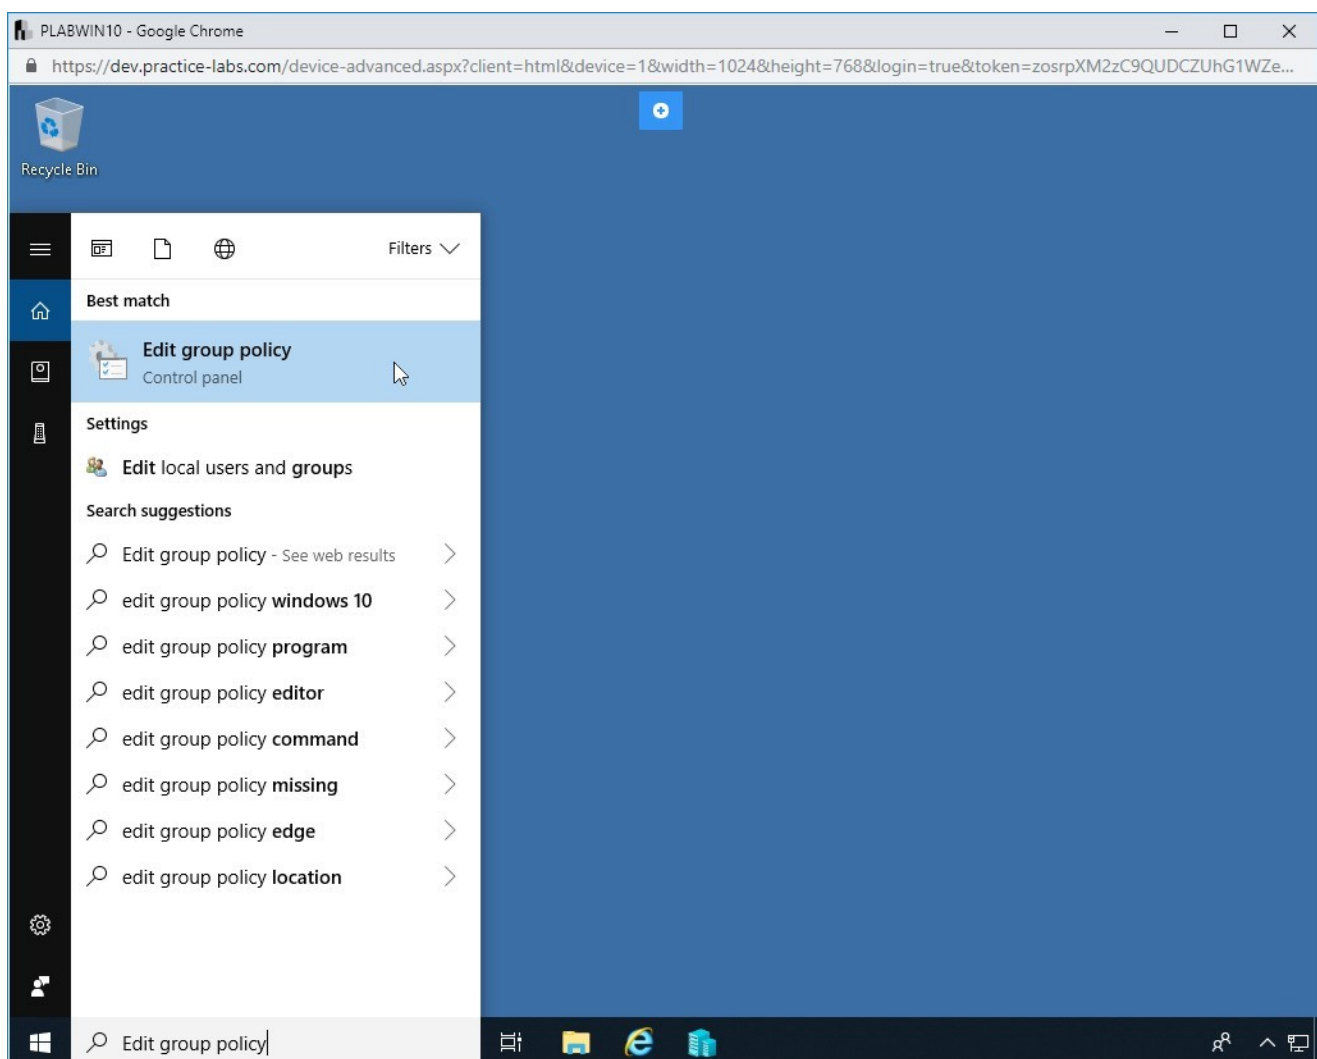 PLABWIN10 - Google Chrome
https://dev.practice-labs.com/device-advanced.aspx?client=html&device=1&width=1024&height=768&login=true&token=zosrpXM2zC9QUDCZUhG1WZe...
Recycle Bin
Filters
Best match
Edit group policy
Control panel
Settings
Edit local users and groups
Search suggestions
Edit group policy - See web results
edit group policy windows 10
edit group policy program
edit group policy editor
edit group policy command
edit group policy missing
edit group policy edge
edit group policy location
Edit group policy